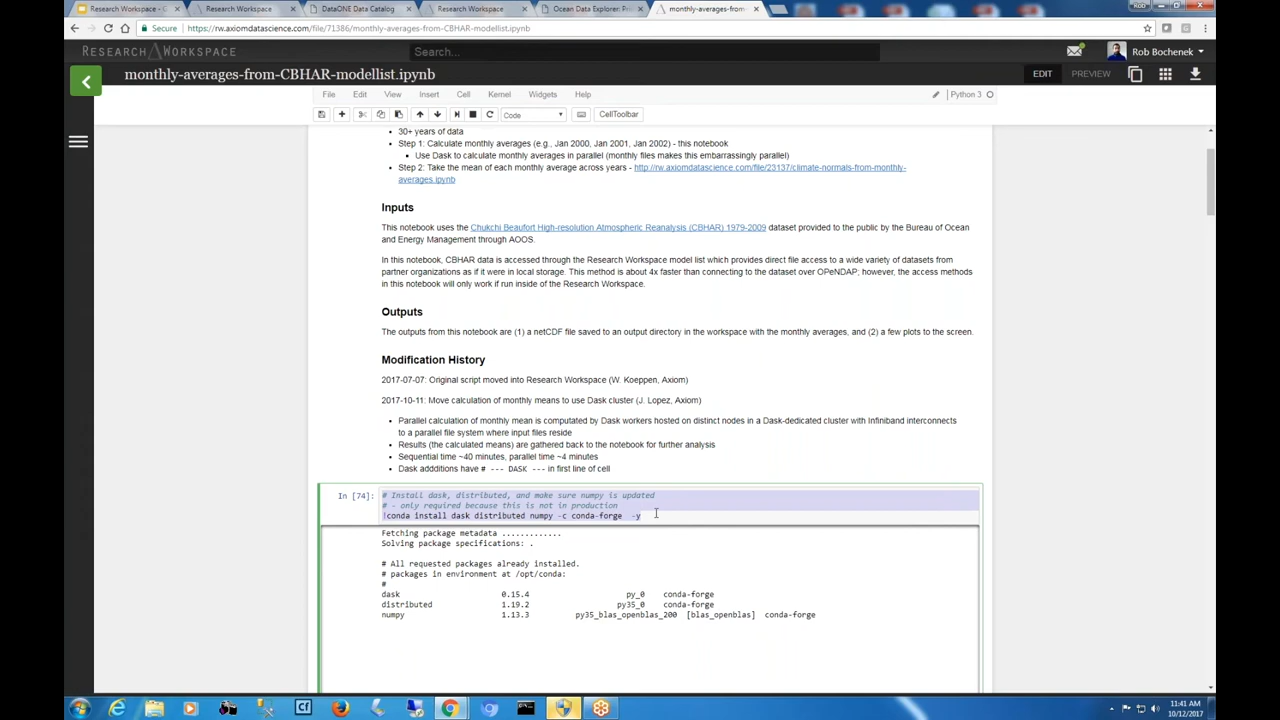 Research Workspace - G
Research Workspace
DataONE Data Catalog
Research Workspace
Ocean Data Explorer: Pri
monthly-averages-from-
Rob
Secure https://rw.axiomdatascience.com/file/71386/monthly-averages-from-CBHAR-modellist.ipynb
RESEARCH WORKSPACE
Search...
Rob Bochenek
monthly-averages-from-CBHAR-modellist.ipynb
EDIT
PREVIEW
File Edit View Insert Cell Kernel Widgets Help
Python 3
Code
CellToolbar
• 30+ years of data
• Step 1: Calculate monthly averages (e.g., Jan 2000, Jan 2001, Jan 2002) - this notebook
▪ Use Dask to calculate monthly averages in parallel (monthly files makes this embarrassingly parallel)
• Step 2: Take the mean of each monthly average across years - http://rw.axiomdatascience.com/file/23137/climate-normals-from-monthly-
averages.ipynb
Inputs
This notebook uses the Chukchi Beaufort High-resolution Atmospheric Reanalysis (CBHAR) 1979-2009 dataset provided to the public by the Bureau of Ocean
and Energy Management through AOOS.
In this notebook, CBHAR data is accessed through the Research Workspace model list which provides direct file access to a wide variety of datasets from
partner organizations as if it were in local storage. This method is about 4x faster than connecting to the dataset over OPeNDAP; however, the access methods
in this notebook will only work if run inside of the Research Workspace.
Outputs
The outputs from this notebook are (1) a netCDF file saved to an output directory in the workspace with the monthly averages, and (2) a few plots to the screen.
Modification History
2017-07-07: Original script moved into Research Workspace (W. Koeppen, Axiom)
2017-10-11: Move calculation of monthly means to use Dask cluster (J. Lopez, Axiom)
• Parallel calculation of monthly mean is computed by Dask workers hosted on distinct nodes in a Dask-dedicated cluster with Infiniband interconnects
to a parallel file system where input files reside
• Results (the calculated means) are gathered back to the notebook for further analysis
• Sequential time ~40 minutes, parallel time ~4 minutes
• Dask addditions have # --- DASK --- in first line of cell
In [74]: # Install dask, distributed, and make sure numpy is updated
# - only required because this is not in production
!conda install dask distributed numpy -c conda-forge -y
Fetching package metadata .............
Solving package specifications: .
# All requested packages already installed.
# packages in environment at /opt/conda:
#
dask 0.15.4 py_0 conda-forge
distributed 1.19.2 py35_0 conda-forge
numpy 1.13.3 py35_blas_openblas_200 [blas_openblas] conda-forge
11:41 AM
10/12/2017